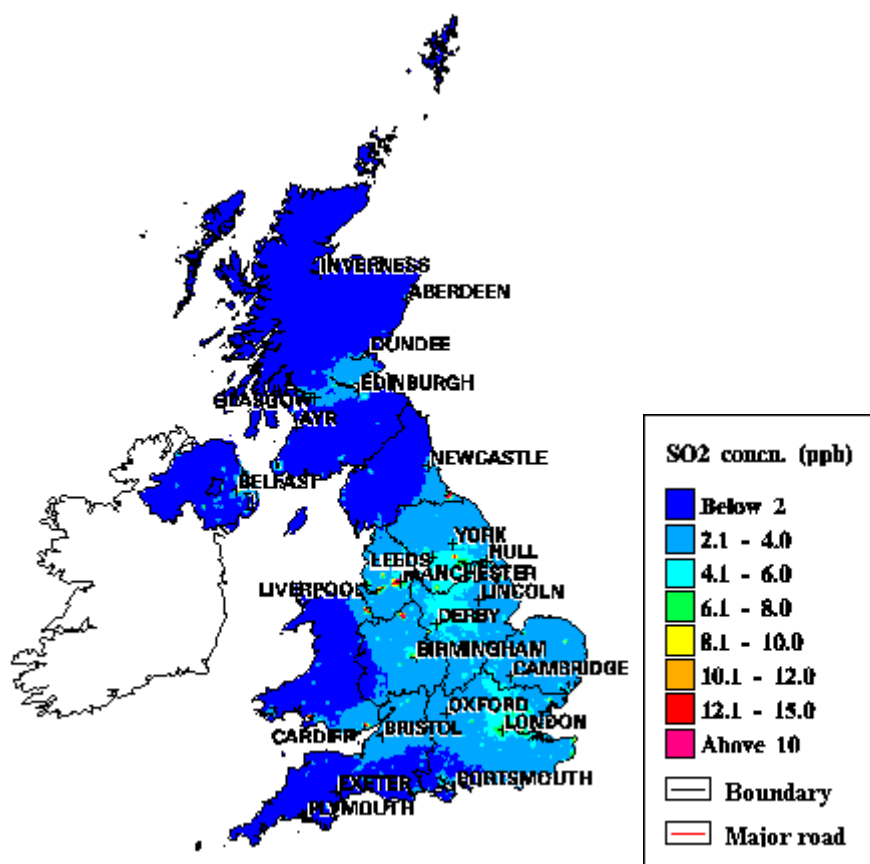 INVERNESS
ABERDEEN
DUNDEE
EDINBURGH
GLASGOW
AYR
NEWCASTLE
BELFAST
YORK
HULL
LEEDS
MANCHESTER
LIVERPOOL
LINCOLN
DERBY
BIRMINGHAM
CAMBRIDGE
OXFORD
LONDON
CARDIFF
BRISTOL
EXETER
PORTSMOUTH
PLYMOUTH
SO2 concn. (ppb)
Below 2
2.1 - 4.0
4.1 - 6.0
6.1 - 8.0
8.1 - 10.0
10.1 - 12.0
12.1 - 15.0
Above 10
Boundary
Major road